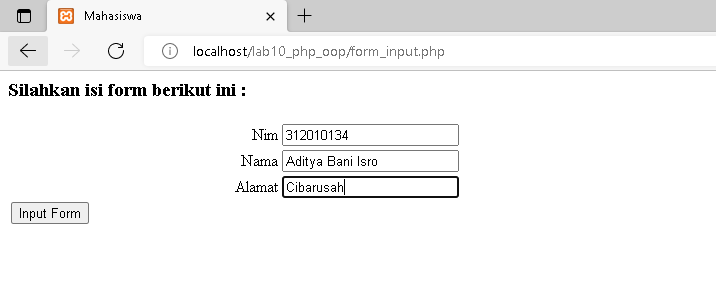 Mahasiswa
localhost/lab10_php_oop/form_input.php
Silahkan isi form berikut ini :
Nim 312010134
Nama Aditya Bani Isro
Alamat Cibarusah
Input Form